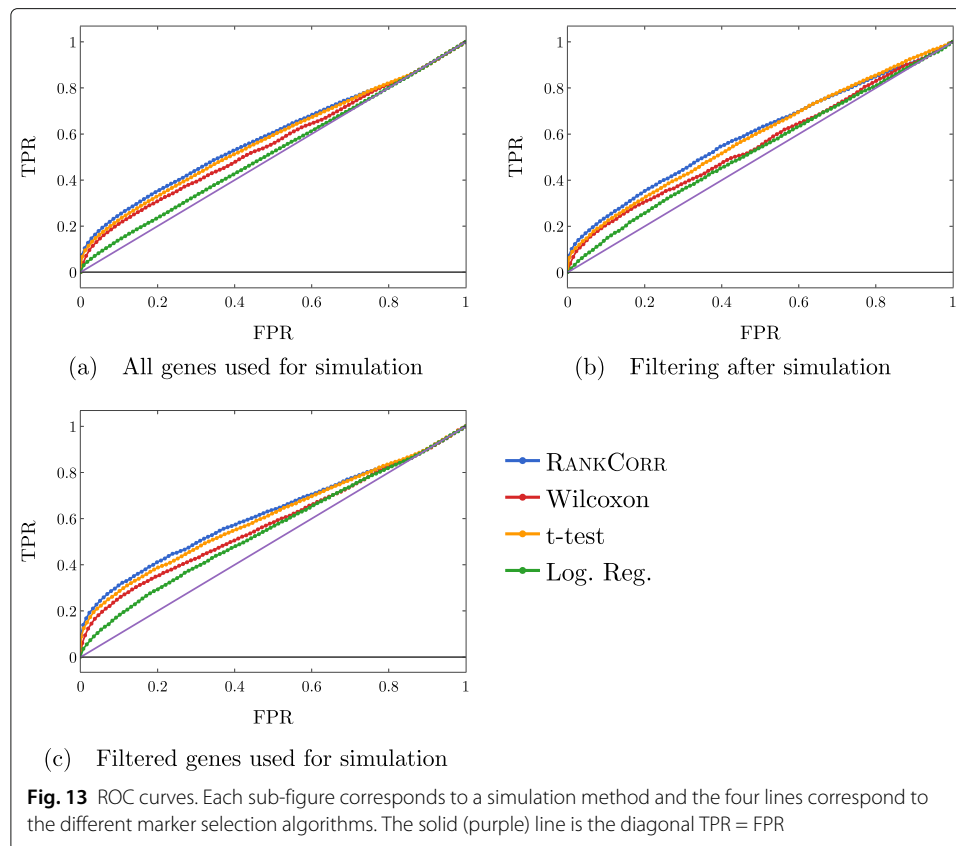 1
0.8
0.6
TPR
0.4
0.2
0
0 0.2 0.4 0.6 0.8 1
FPR
(a) All genes used for simulation
1
0.8
0.6
TPR
0.4
0.2
0
0 0.2 0.4 0.6 0.8 1
FPR
(b) Filtering after simulation
1
0.8
0.6
TPR
0.4
0.2
0
0 0.2 0.4 0.6 0.8 1
FPR
(c) Filtered genes used for simulation
RANKCORR
Wilcoxon
t-test
Log. Reg.
Fig. 13 ROC curves. Each sub-figure corresponds to a simulation method and the four lines correspond to
the different marker selection algorithms. The solid (purple) line is the diagonal TPR = FPR